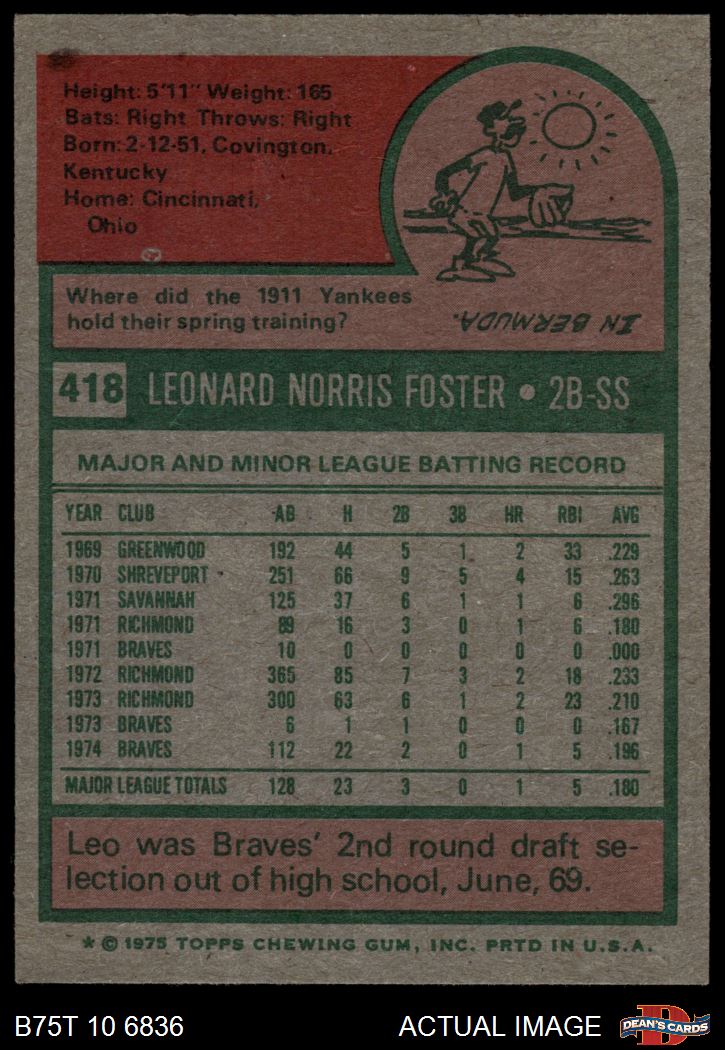 Height: 5'11" Weight: 165
Bats: Right Throws: Right
Born: 2-12-51, Covington,
Kentucky
Home: Cincinnati,
Ohio
Where did the 1911 Yankees
hold their spring training?
IN BERMUDA.
418 LEONARD NORRIS FOSTER • 2B-SS
MAJOR AND MINOR LEAGUE BATTING RECORD
YEAR CLUB AB H 2B 3B HR RBI AVG
1969 GREENWOOD 192 44 5 1 2 33 .229
1970 SHREVEPORT 251 66 9 5 4 15 .263
1971 SAVANNAH 125 37 6 1 1 6 .296
1971 RICHMOND 89 16 3 0 1 6 .180
1971 BRAVES 10 0 0 0 0 0 .000
1972 RICHMOND 365 85 7 3 2 18 .233
1973 RICHMOND 300 63 6 1 2 23 .210
1973 BRAVES 6 1 1 0 0 0 .167
1974 BRAVES 112 22 2 0 1 5 .196
MAJOR LEAGUE TOTALS 128 23 3 0 1 5 .180
Leo was Braves' 2nd round draft se-
lection out of high school, June, 69.
* © 1975 TOPPS CHEWING GUM, INC. PRTD IN U.S.A.
B75T 10 6836 ACTUAL IMAGE D DEAN'S CARDS